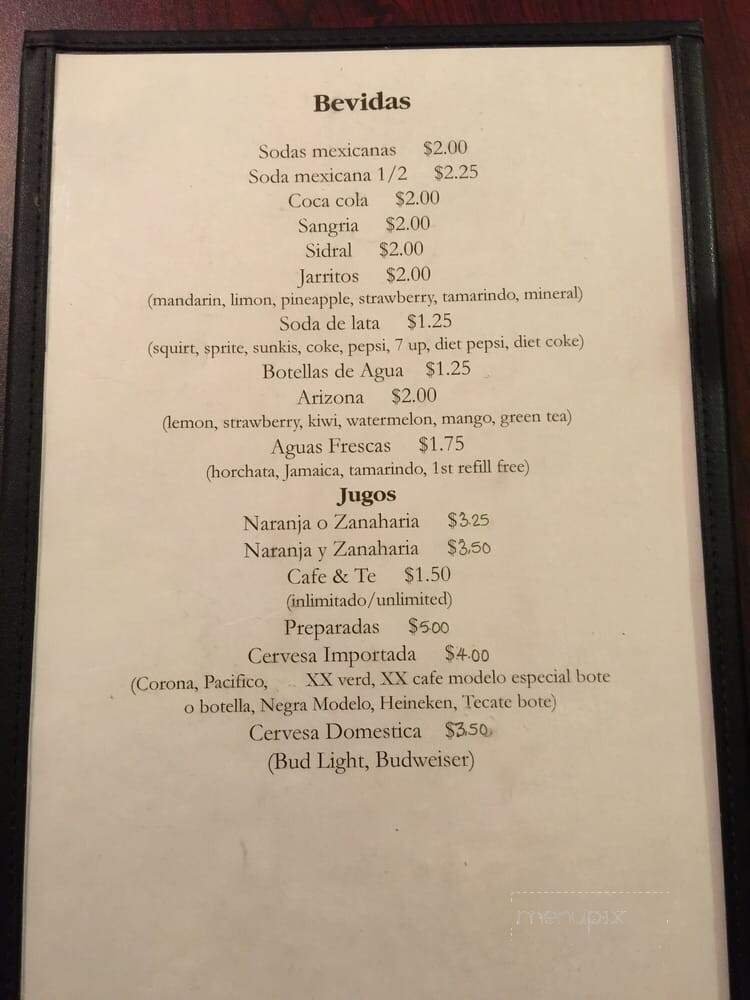 Bevidas
Sodas mexicanas $2.00
Soda mexicana 1/2 $2.25
Coca cola $2.00
Sangria $2.00
Sidral $2.00
Jarritos $2.00
(mandarin, limon, pineapple, strawberry, tamarindo, mineral)
Soda de lata $1.25
(squirt, sprite, sunkis, coke, pepsi, 7 up, diet pepsi, diet coke)
Botellas de Agua $1.25
Arizona $2.00
(lemon, strawberry, kiwi, watermelon, mango, green tea)
Aguas Frescas $1.75
(horchata, Jamaica, tamarindo, 1st refill free)
Jugos
Naranja o Zanaharia $3.25
Naranja y Zanaharia $3.50
Cafe & Te $1.50
(inlimitado/unlimited)
Preparadas $5.00
Cervesa Importada $4.00
(Corona, Pacifico, XX verd, XX cafe modelo especial bote
o botella, Negra Modelo, Heineken, Tecate bote)
Cervesa Domestica $3.50
(Bud Light, Budweiser)
menupix